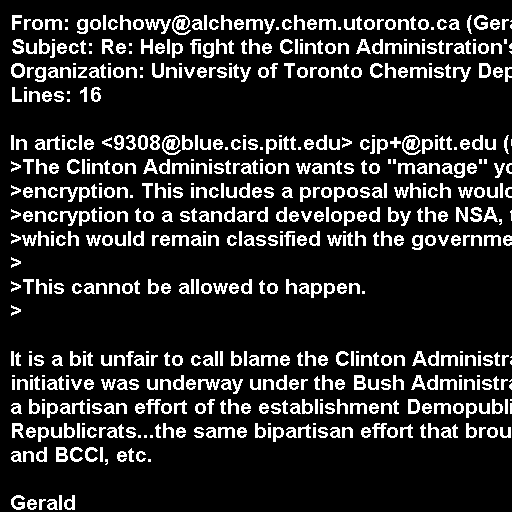 From: golchowy@alchemy.chem.utoronto.ca (Gera
Subject: Re: Help fight the Clinton Administration's
Organization: University of Toronto Chemistry Dep
Lines: 16

In article <9308@blue.cis.pitt.edu> cjp+@pitt.edu (
>The Clinton Administration wants to "manage" yo
>encryption. This includes a proposal which would
>encryption to a standard developed by the NSA,
>which would remain classified with the governme
>
>This cannot be allowed to happen.
>

It is a bit unfair to call blame the Clinton Administra
initiative was underway under the Bush Administra
a bipartisan effort of the establishment Demopubli
Republicrats...the same bipartisan effort that brou
and BCCI, etc.

Gerald